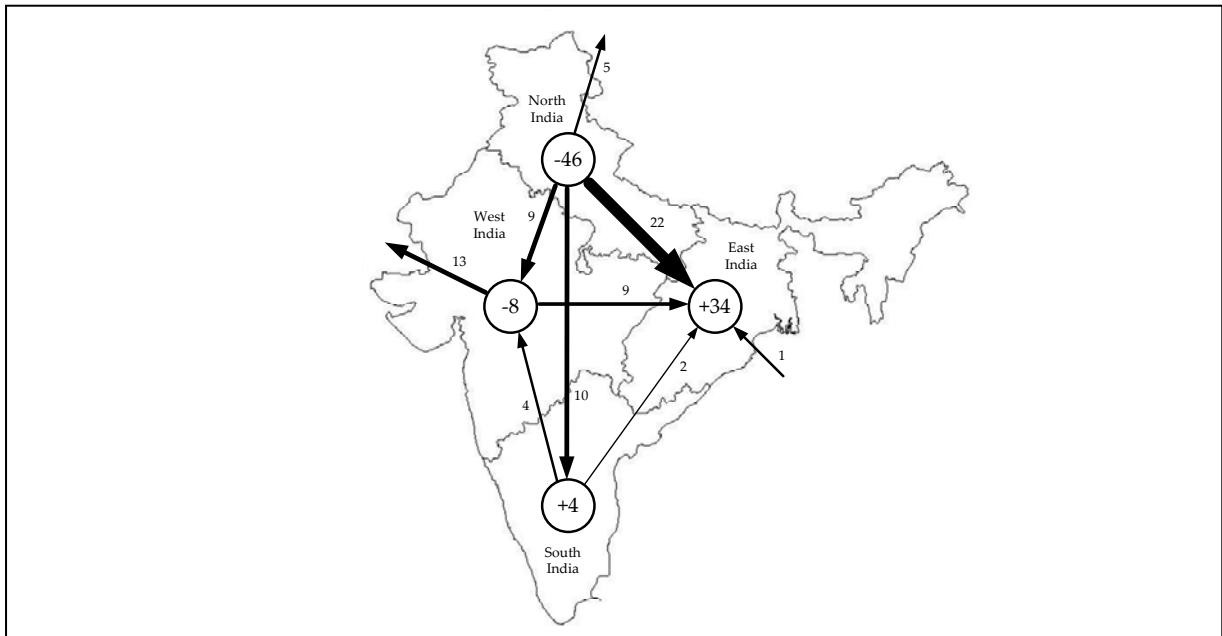 5
North
India
-46
9
22
West
India
East
India
13
9
-8
+34
1
2
10
4
+4
South
India